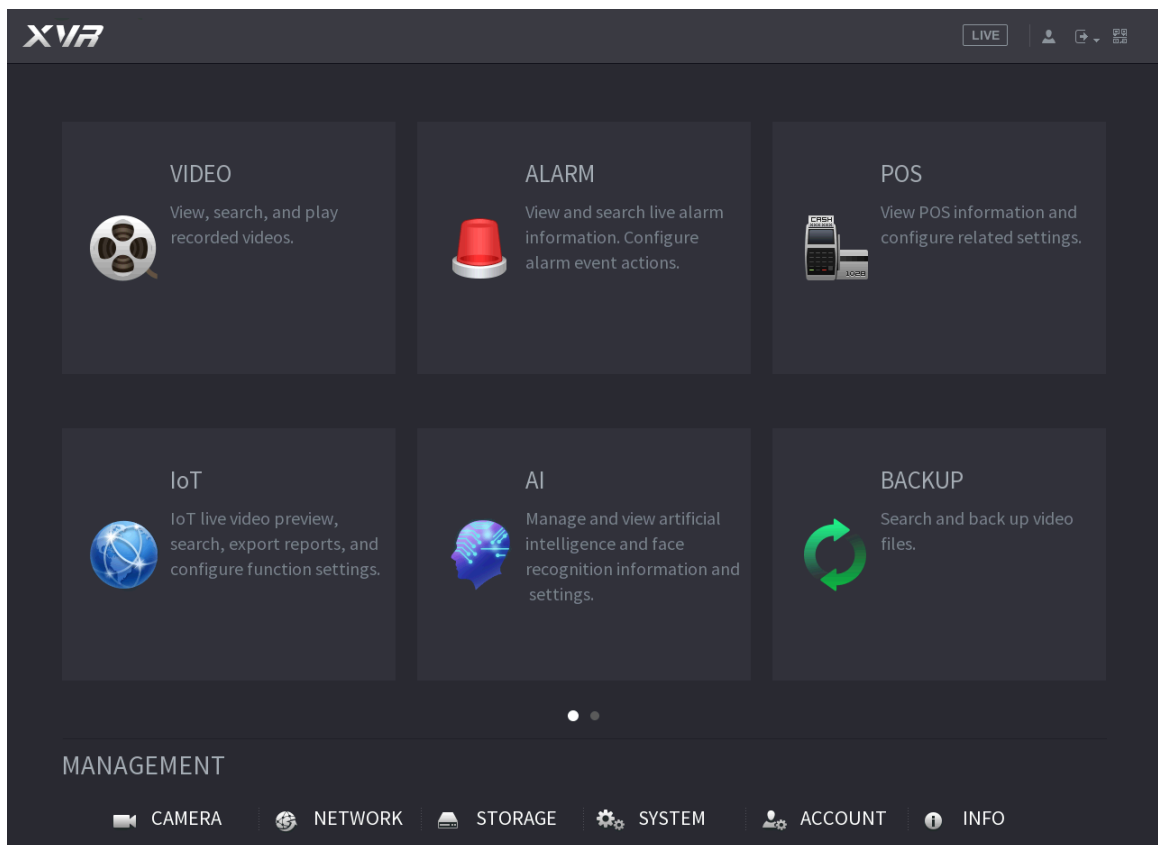 XVR
LIVE
VIDEO
View, search, and play
recorded videos.
ALARM
View and search live alarm
information. Configure
alarm event actions.
CASH
1028
POS
View POS information and
configure related settings.
IoT
IoT live video preview,
search, export reports, and
configure function settings.
AI
Manage and view artificial
intelligence and face
recognition information and
settings.
BACKUP
Search and back up video
files.
MANAGEMENT
CAMERA
NETWORK
STORAGE
SYSTEM
ACCOUNT
INFO